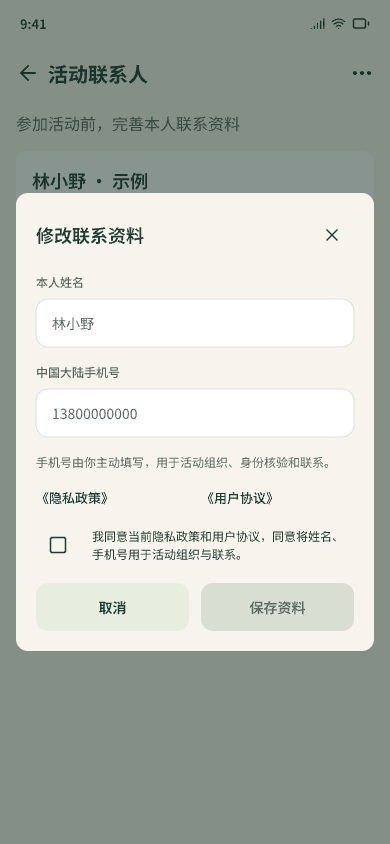 9:41
活动联系人
参加活动前，完善本人联系资料
林小野 · 示例
修改联系资料
本人姓名
林小野
中国大陆手机号
13800000000
手机号由你主动填写，用于活动组织、身份核验和联系。
《隐私政策》 《用户协议》
我同意当前隐私政策和用户协议，同意将姓名、
手机号用于活动组织与联系。
取消 保存资料